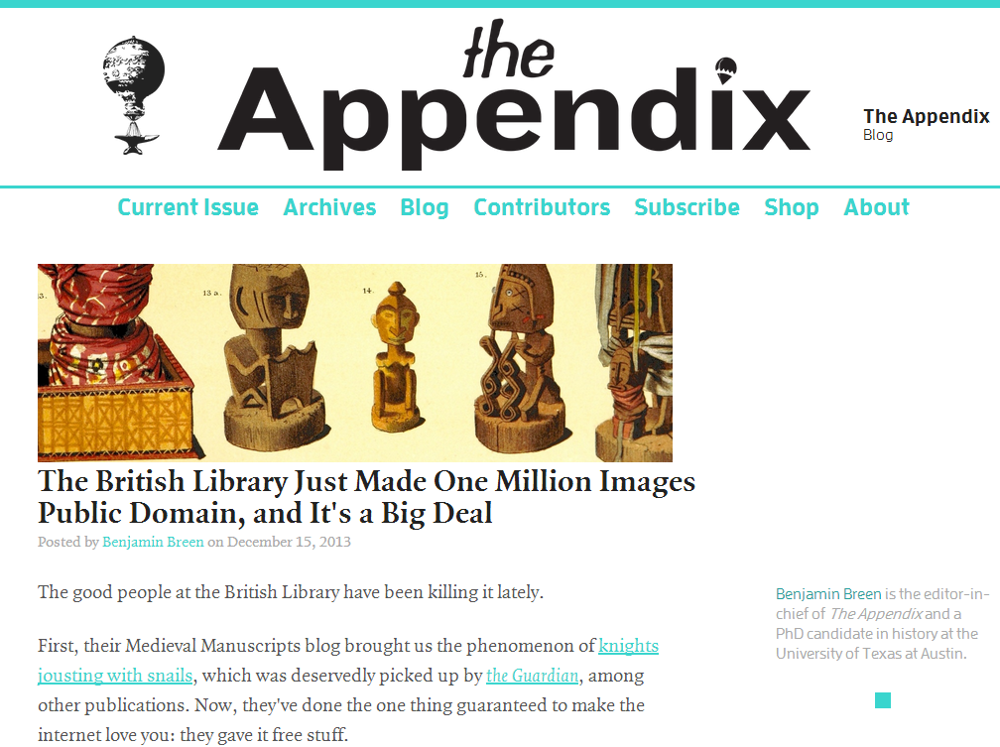 the
Appendix
The Appendix
Blog
Current Issue Archives Blog Contributors Subscribe Shop About
13.
13 a.
14.
15.
The British Library Just Made One Million Images
Public Domain, and It's a Big Deal
Posted by Benjamin Breen on December 15, 2013
The good people at the British Library have been killing it lately.
First, their Medieval Manuscripts blog brought us the phenomenon of knights
jousting with snails, which was deservedly picked up by the Guardian, among
other publications. Now, they've done the one thing guaranteed to make the
internet love you: they gave it free stuff.
Benjamin Breen is the editor-in-
chief of The Appendix and a
PhD candidate in history at the
University of Texas at Austin.